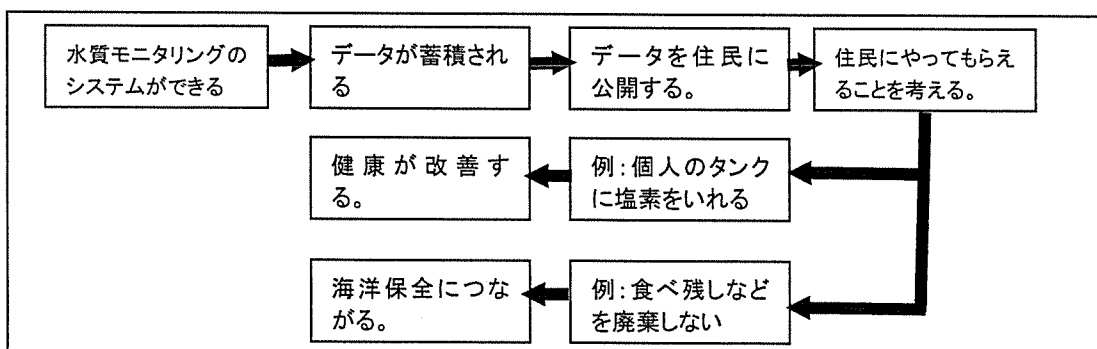 水質モニタリングの
システムができる
データが蓄積され
る
データを住民に
公開する。
住民にやってもらえ
ることを考える。
例：個人のタンク
に塩素をいれる
健康が改善す
る。
例：食べ残しなど
を廃棄しない
海洋保全につな
がる。